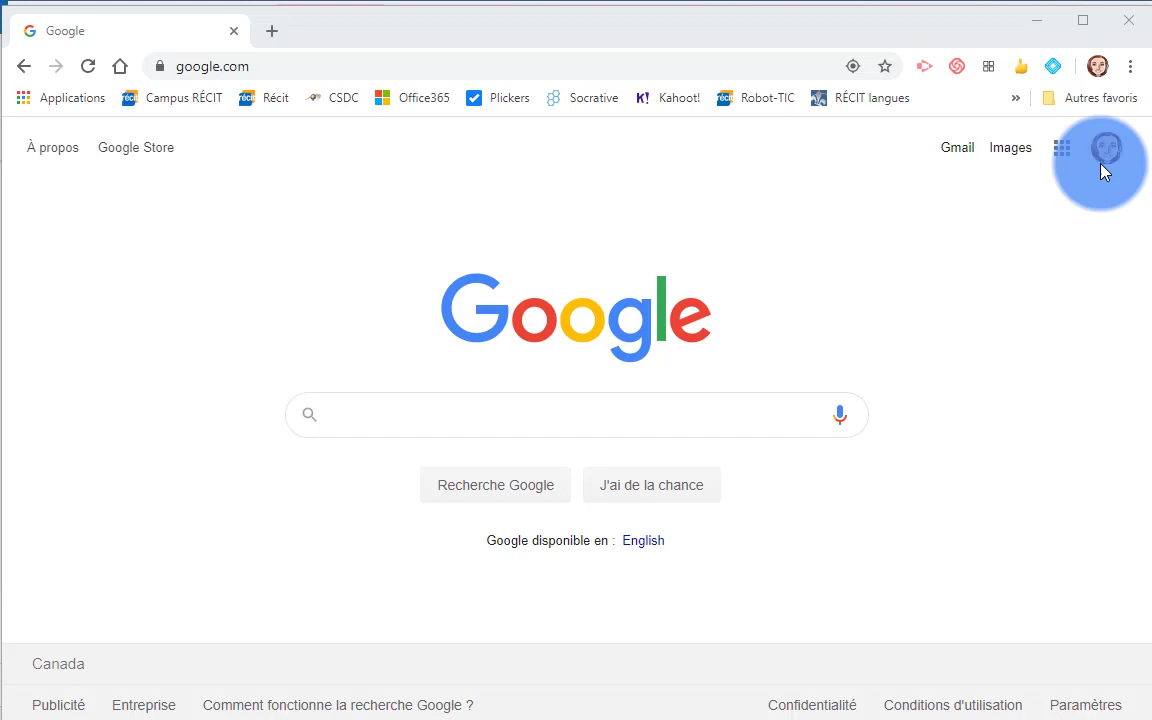 Google
google.com
Applications Campus RÉCIT Récit CSDC Office365 Plickers Socrative K! Kahoot! Robot-TIC RÉCIT langues » Autres favoris
À propos Google Store Gmail Images
Google
Recherche Google J'ai de la chance
Google disponible en : English
Canada
Publicité Entreprise Comment fonctionne la recherche Google ? Confidentialité Conditions d'utilisation Paramètres